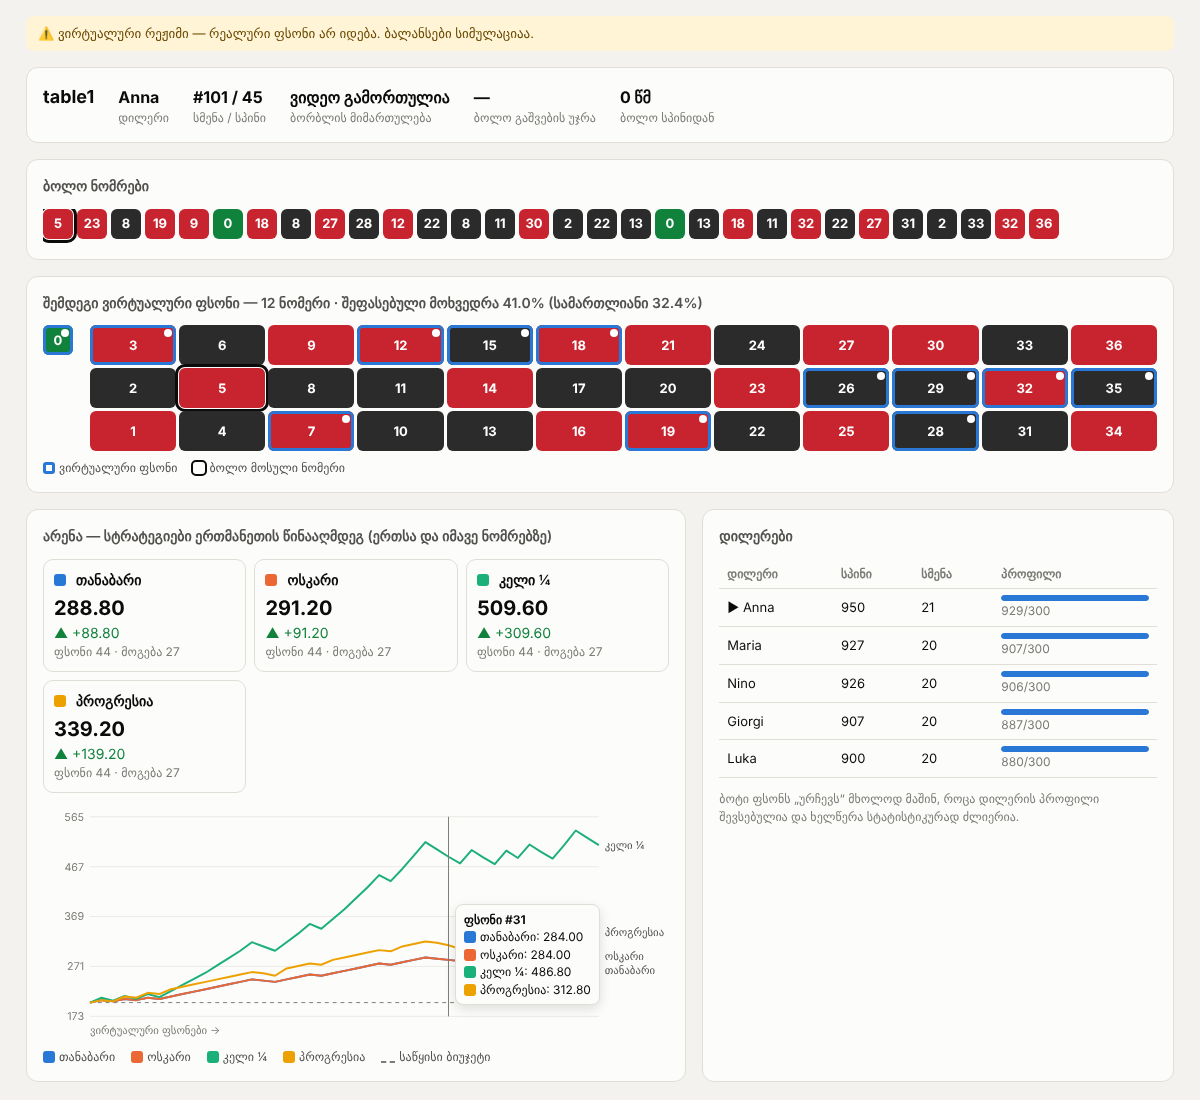 ⚠️ ვირტუალური რეჟიმი — რეალური ფსონი არ იდება. ბალანსები სიმულაციაა.
table1
Anna
დილერი
#101 / 45
სმენა / სპინი
ვიდეო გამორთულია
ბორბლის მიმართულება
—
ბოლო გაშვების უჯრა
0 წმ
ბოლო სპინიდან
ბოლო ნომრები
5 23 8 19 9 0 18 8 27 28 12 22 8 11 30 2 22 13 0 13 18 11 32 22 27 31 2 33 32 36
შემდეგი ვირტუალური ფსონი — 12 ნომერი · შეფასებული მოხვედრა 41.0% (სამართლიანი 32.4%)
0 3 6 9 12 15 18 21 24 27 30 33 36
2 5 8 11 14 17 20 23 26 29 32 35
1 4 7 10 13 16 19 22 25 28 31 34
ვირტუალური ფსონი ბოლო მოსული ნომერი
არენა — სტრატეგიები ერთმანეთის წინააღმდეგ (ერთსა და იმავე ნომრებზე)
თანაბარი
288.80
▲ +88.80
ფსონი 44 · მოგება 27
ოსკარი
291.20
▲ +91.20
ფსონი 44 · მოგება 27
კელი ¼
509.60
▲ +309.60
ფსონი 44 · მოგება 27
პროგრესია
339.20
▲ +139.20
ფსონი 44 · მოგება 27
565
467
369
271
173
კელი ¼
პროგრესია
ოსკარი
თანაბარი
ფსონი #31
თანაბარი: 284.00
ოსკარი: 284.00
კელი ¼: 486.80
პროგრესია: 312.80
ვირტუალური ფსონები →
თანაბარი ოსკარი კელი ¼ პროგრესია საწყისი ბიუჯეტი
დილერები
დილერი სპინი სმენა პროფილი
▶ Anna 950 21 929/300
Maria 927 20 907/300
Nino 926 20 906/300
Giorgi 907 20 887/300
Luka 900 20 880/300
ბოტი ფსონს „ურჩევს“ მხოლოდ მაშინ, როცა დილერის პროფილი
შევსებულია და ხელწერა სტატისტიკურად ძლიერია.